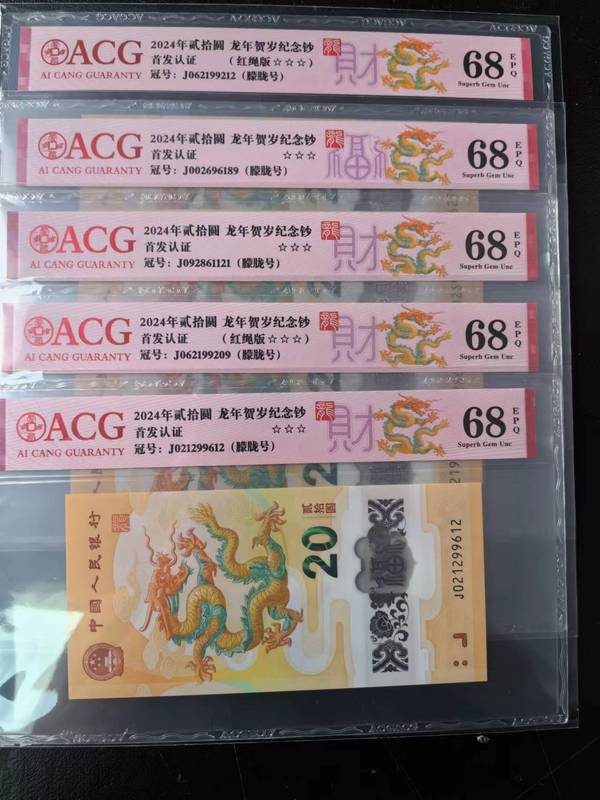 ACG
AI CANG GUARANTY
2024年贰拾圆 龙年贺岁纪念钞
首发认证 (红绳版☆☆☆)
冠号: J062199212 (朦胧号)
龍
財
68 EPQ
Superb Gem Unc
ACG
AI CANG GUARANTY
2024年贰拾圆 龙年贺岁纪念钞
首发认证 ☆☆☆
冠号: J002696189 (朦胧号)
龍
福
68 EPQ
Superb Gem Unc
ACG
AI CANG GUARANTY
2024年贰拾圆 龙年贺岁纪念钞
首发认证 ☆☆☆
冠号: J092861121 (朦胧号)
龍
財
68 EPQ
Superb Gem Unc
ACG
AI CANG GUARANTY
2024年贰拾圆 龙年贺岁纪念钞
首发认证 (红绳版☆☆☆)
冠号: J062199209 (朦胧号)
龍
財
68 EPQ
Superb Gem Unc
ACG
AI CANG GUARANTY
2024年贰拾圆 龙年贺岁纪念钞
首发认证 ☆☆☆
冠号: J021299612 (朦胧号)
龍
財
68 EPQ
Superb Gem Unc
中国人民银行
20
贰拾圆
福
J021299612